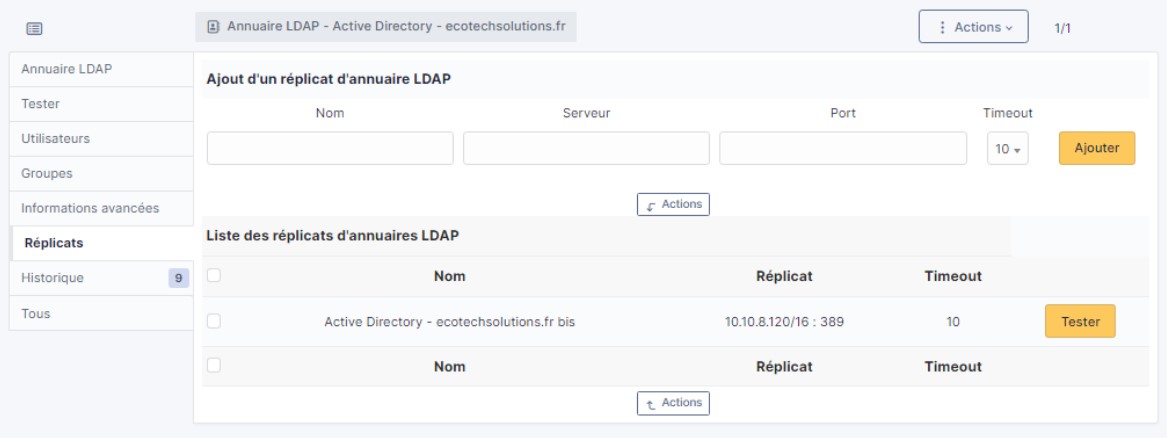 Annuaire LDAP - Active Directory - ecotechsolutions.fr
Actions
1/1
Annuaire LDAP
Tester
Utilisateurs
Groupes
Informations avancées
Réplicats
Historique 9
Tous
Ajout d'un réplicat d'annuaire LDAP
Nom Serveur Port Timeout
10 Ajouter
Actions
Liste des réplicats d'annuaires LDAP
Nom Réplicat Timeout
Active Directory - ecotechsolutions.fr bis 10.10.8.120/16 : 389 10 Tester
Nom Réplicat Timeout
Actions